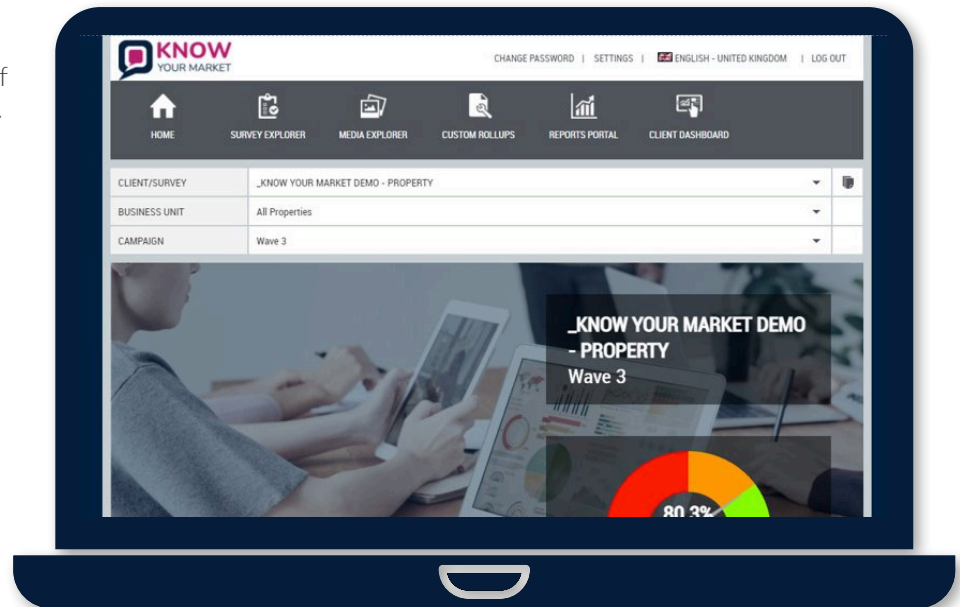 f
.
KNOW
YOUR MARKET
CHANGE PASSWORD | SETTINGS | ENGLISH - UNITED KINGDOM | LOG OUT
HOME SURVEY EXPLORER MEDIA EXPLORER CUSTOM ROLLUPS REPORTS PORTAL CLIENT DASHBOARD
CLIENT/SURVEY _KNOW YOUR MARKET DEMO - PROPERTY
BUSINESS UNIT All Properties
CAMPAIGN Wave 3
_KNOW YOUR MARKET DEMO
- PROPERTY
Wave 3
80.3%